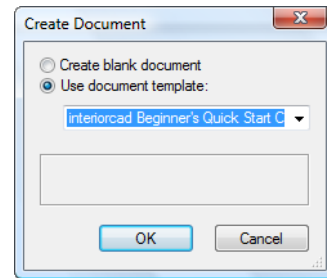 Create Document
Create blank document
Use document template:
interiorcad Beginner's Quick Start C
OK
Cancel